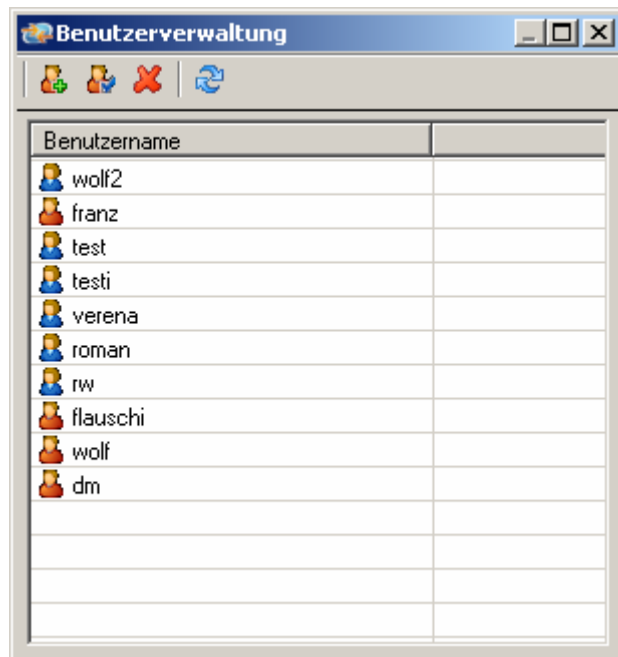 Benutzerverwaltung
Benutzername
wolf2
franz
test
testi
verena
roman
rw
flauschi
wolf
dm